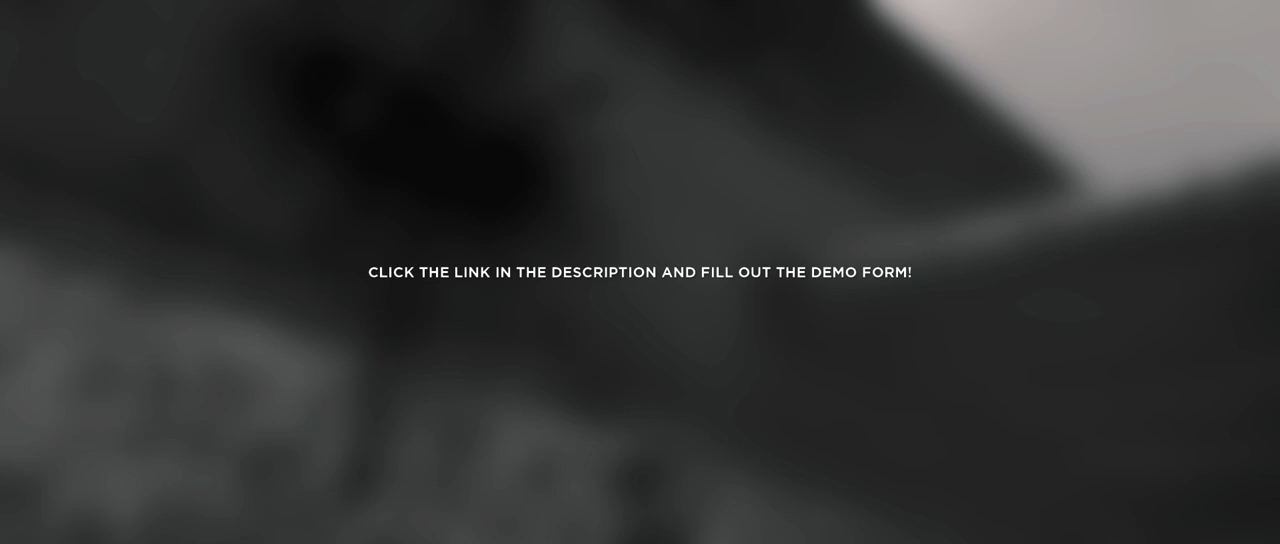 CLICK THE LINK IN THE DESCRIPTION AND FILL OUT THE DEMO FORM!